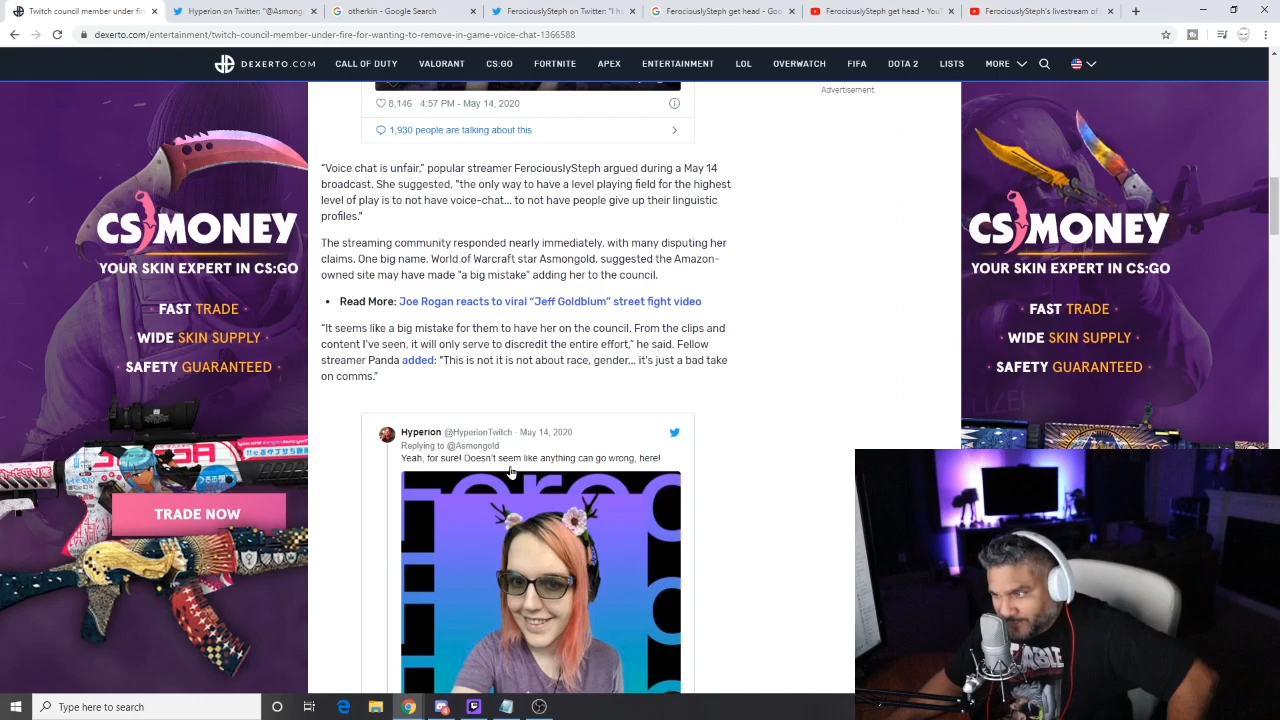 Twitch council member under fir
Hyperion on Twitter: "@Asmong
otherkin - Google Search
FerociouslySteph on Twitter: "I h
FerociouslySteph get head - Goo
FerociouslySteph get head - YouT
FerociouslySteph's livestream of
dexerto.com/entertainment/twitch-council-member-under-fire-for-wanting-to-remove-in-game-voice-chat-1366588
DEXERTO.COM
CALL OF DUTY
VALORANT
CS:GO
FORTNITE
APEX
ENTERTAINMENT
LOL
OVERWATCH
FIFA
DOTA 2
LISTS
MORE
Advertisement
8,146 4:57 PM - May 14, 2020
1,930 people are talking about this
“Voice chat is unfair,” popular streamer FerociouslySteph argued during a May 14
broadcast. She suggested, "the only way to have a level playing field for the highest
level of play is to not have voice-chat... to not have people give up their linguistic
profiles."
The streaming community responded nearly immediately, with many disputing her
claims. One big name, World of Warcraft star Asmongold, suggested the Amazon-
owned site may have made "a big mistake" adding her to the council.
• Read More: Joe Rogan reacts to viral “Jeff Goldblum” street fight video
“It seems like a big mistake for them to have her on the council. From the clips and
content I've seen, it will only serve to discredit the entire effort,” he said. Fellow
streamer Panda added: "This is not it is not about race, gender... it's just a bad take
on comms.”
Hyperion @HyperionTwitch · May 14, 2020
Replying to @Asmongold
Yeah, for sure! Doesn't seem like anything can go wrong, here!
CS MONEY
YOUR SKIN EXPERT IN CS:GO
• FAST TRADE •
• WIDE SKIN SUPPLY •
• SAFETY GUARANTEED •
TRADE NOW
CS MONEY
YOUR SKIN EXPERT IN CS:GO
• FAST TRADE •
• WIDE SKIN SUPPLY •
• SAFETY GUARANTEED •
Type here to search